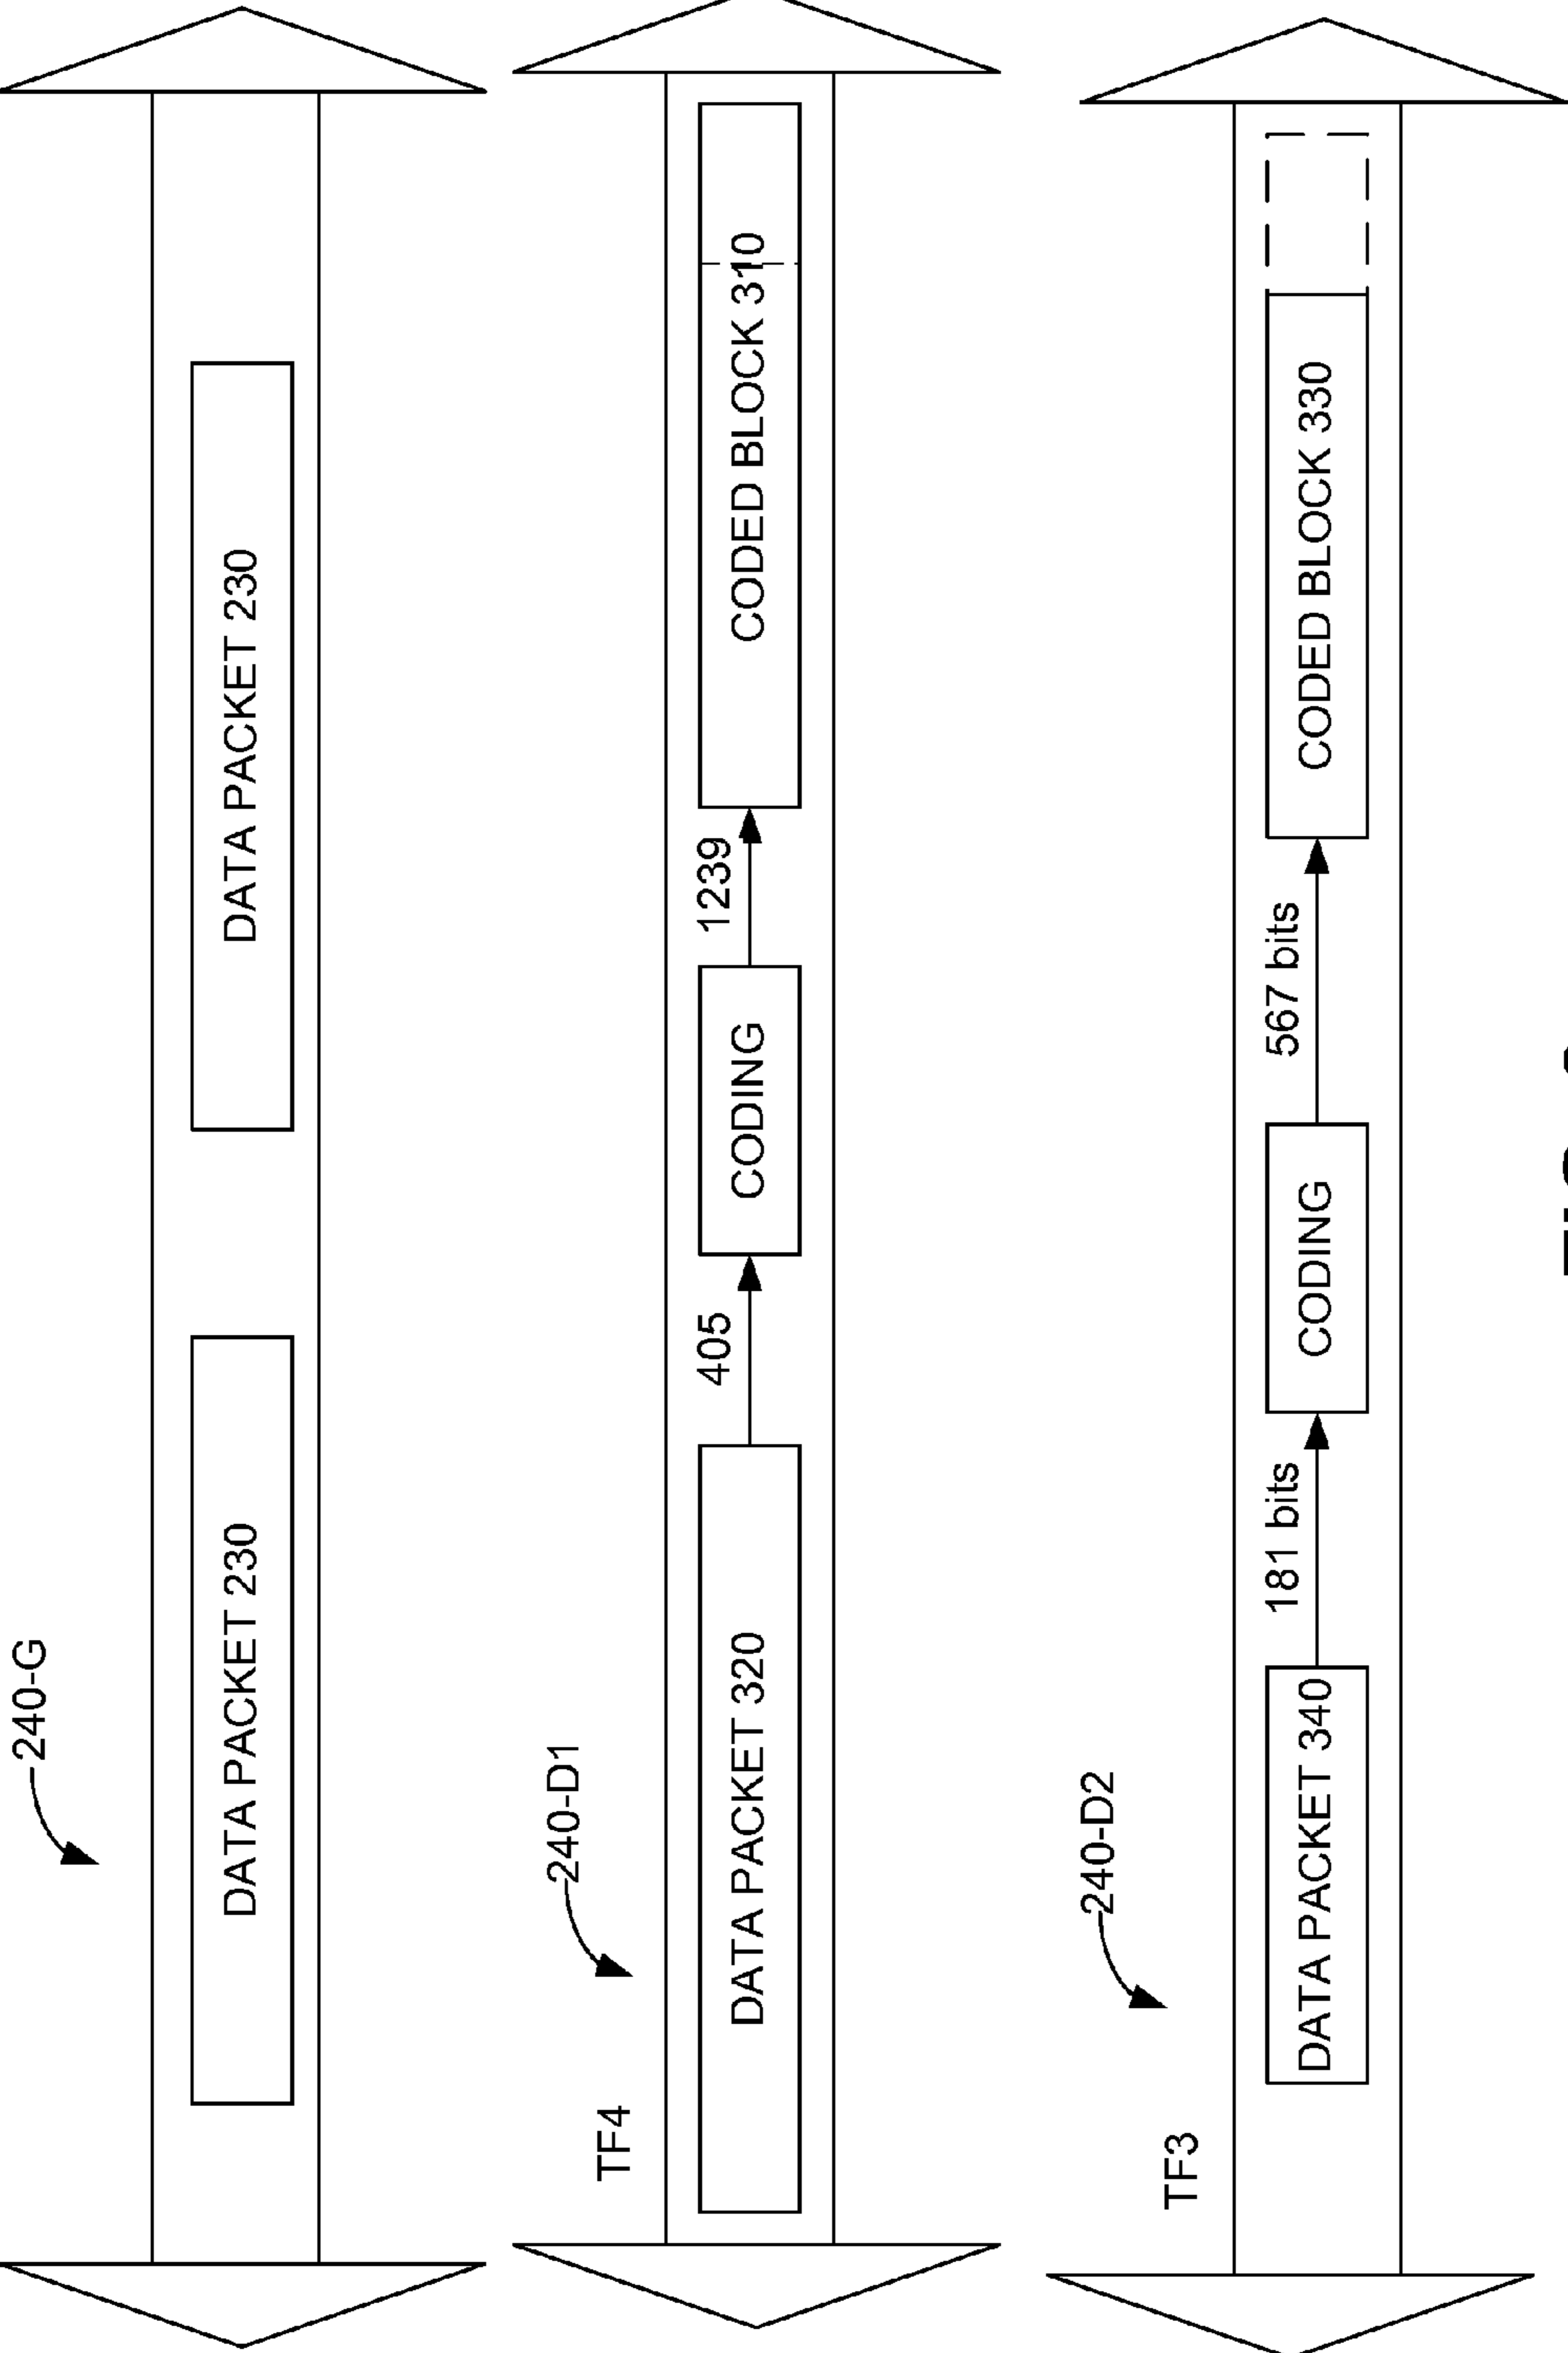 240-G
DATA PACKET 230
DATA PACKET 230
240-D1
TF4
DATA PACKET 320
405
CODING
1239
CODED BLOCK 310
240-D2
TF3
DATA PACKET 340
181 bits
CODING
567 bits
CODED BLOCK 330